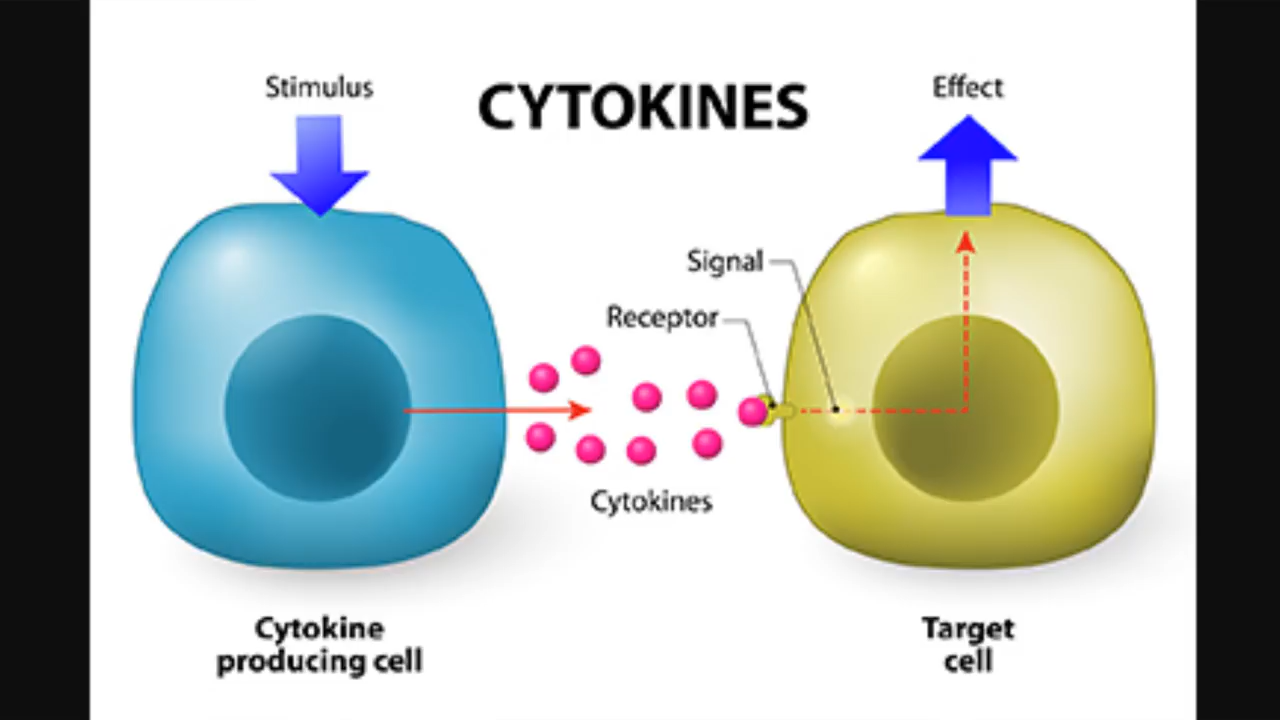 Stimulus
CYTOKINES
Effect
Signal
Receptor
Cytokines
Cytokine
producing cell
Target
cell